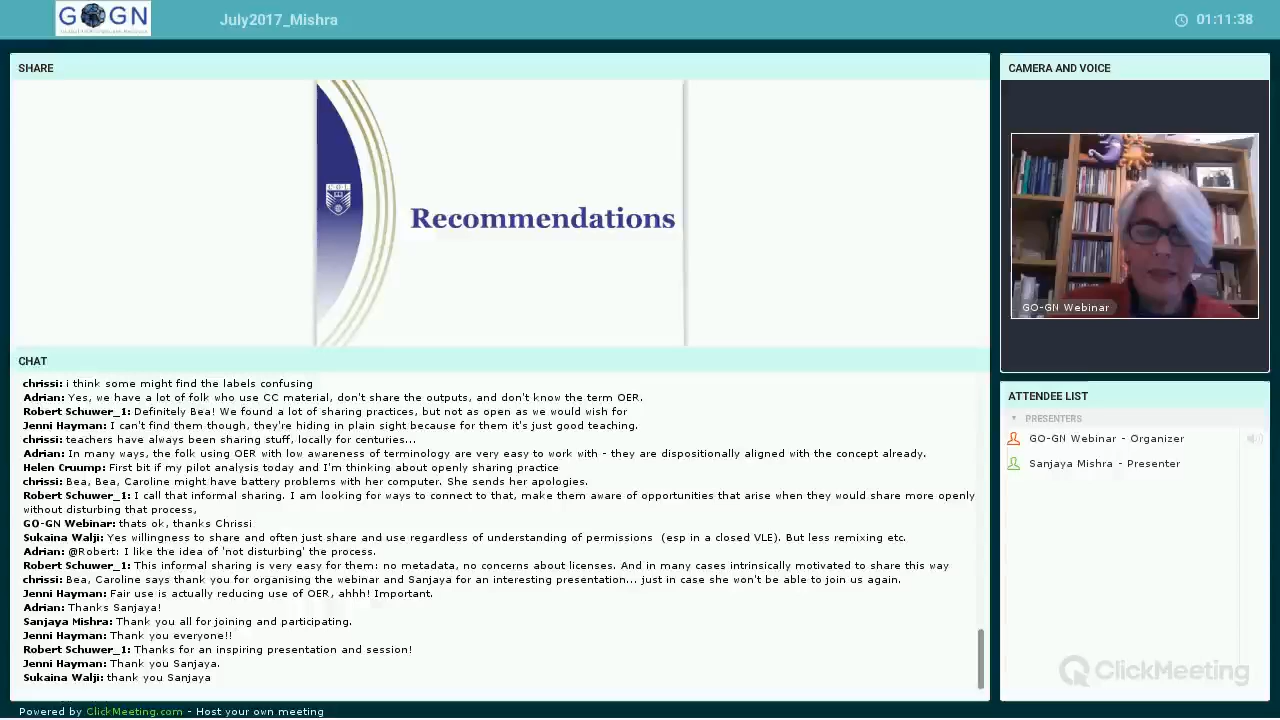 GOGN
July2017_Mishra
01:11:38
SHARE
COL
Recommendations
CAMERA AND VOICE
GO-GN Webinar
CHAT
chrissi: i think some might find the labels confusing
Adrian: Yes, we have a lot of folk who use CC material, don't share the outputs, and don't know the term OER.
Robert Schuwer_1: Definitely Bea! We found a lot of sharing practices, but not as open as we would wish for
Jenni Hayman: I can't find them though, they're hiding in plain sight because for them it's just good teaching.
chrissi: teachers have always been sharing stuff, locally for centuries...
Adrian: In many ways, the folk using OER with low awareness of terminology are very easy to work with - they are dispositionally aligned with the concept already.
Helen Cruump: First bit if my pilot analysis today and I'm thinking about openly sharing practice
chrissi: Bea, Bea, Caroline might have battery problems with her computer. She sends her apologies.
Robert Schuwer_1: I call that informal sharing. I am looking for ways to connect to that, make them aware of opportunities that arise when they would share more openly
without disturbing that process,
GO-GN Webinar: thats ok, thanks Chrissi
Sukaina Walji: Yes willingness to share and often just share and use regardless of understanding of permissions (esp in a closed VLE). But less remixing etc.
Adrian: @Robert: I like the idea of 'not disturbing' the process.
Robert Schuwer_1: This informal sharing is very easy for them: no metadata, no concerns about licenses. And in many cases intrinsically motivated to share this way
chrissi: Bea, Caroline says thank you for organising the webinar and Sanjaya for an interesting presentation... just in case she won't be able to join us again.
Jenni Hayman: Fair use is actually reducing use of OER, ahhh! Important.
Adrian: Thanks Sanjaya!
Sanjaya Mishra: Thank you all for joining and participating.
Jenni Hayman: Thank you everyone!!
Robert Schuwer_1: Thanks for an inspiring presentation and session!
Jenni Hayman: Thank you Sanjaya.
Sukaina Walji: thank you Sanjaya
ATTENDEE LIST
PRESENTERS
GO-GN Webinar - Organizer
Sanjaya Mishra - Presenter
ClickMeeting
Powered by ClickMeeting.com - Host your own meeting